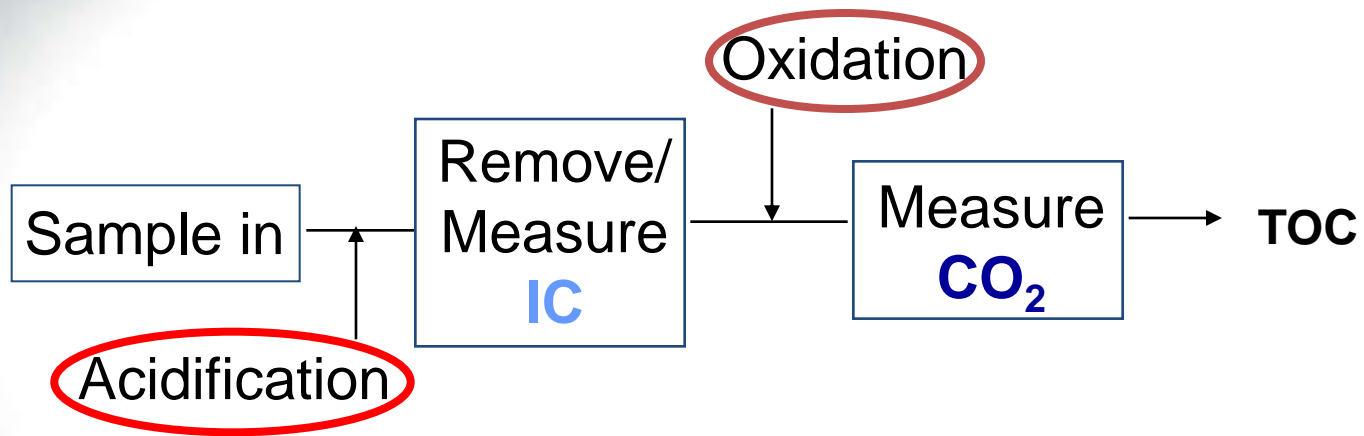 Oxidation
Sample in
Acidification
Remove/
Measure
IC
Measure
CO₂
TOC